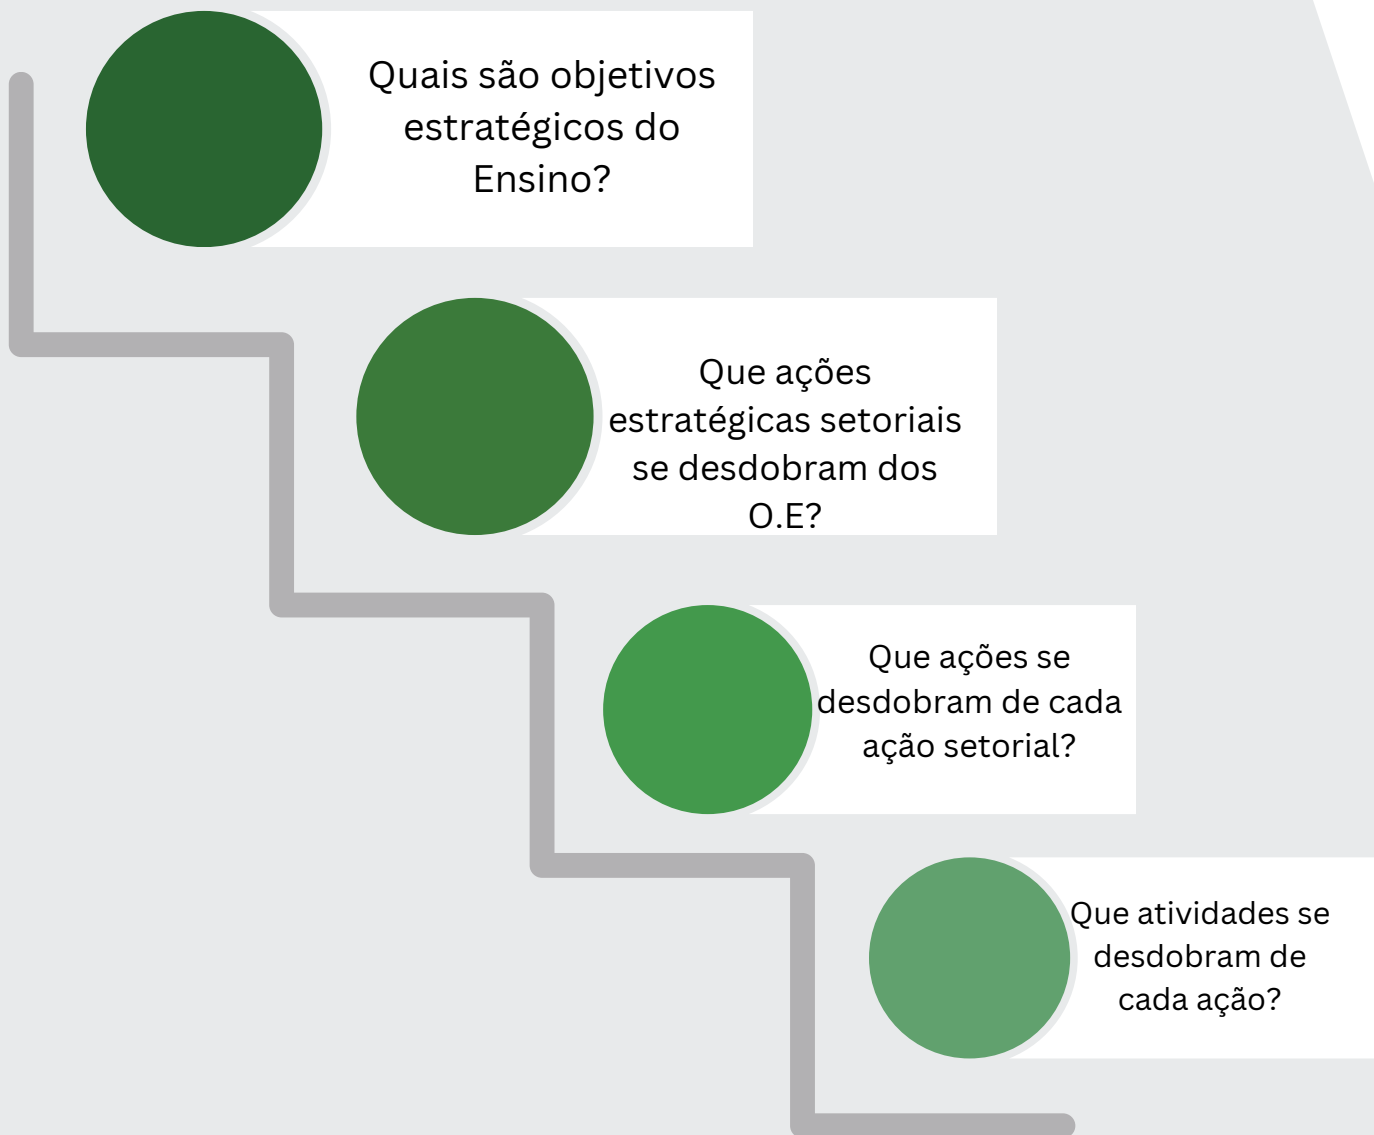 Quais são objetivos
estratégicos do
Ensino?
Que ações
estratégicas setoriais
se desdobram dos
O.E?
Que ações se
desdobram de cada
ação setorial?
Que atividades se
desdobram de
cada ação?